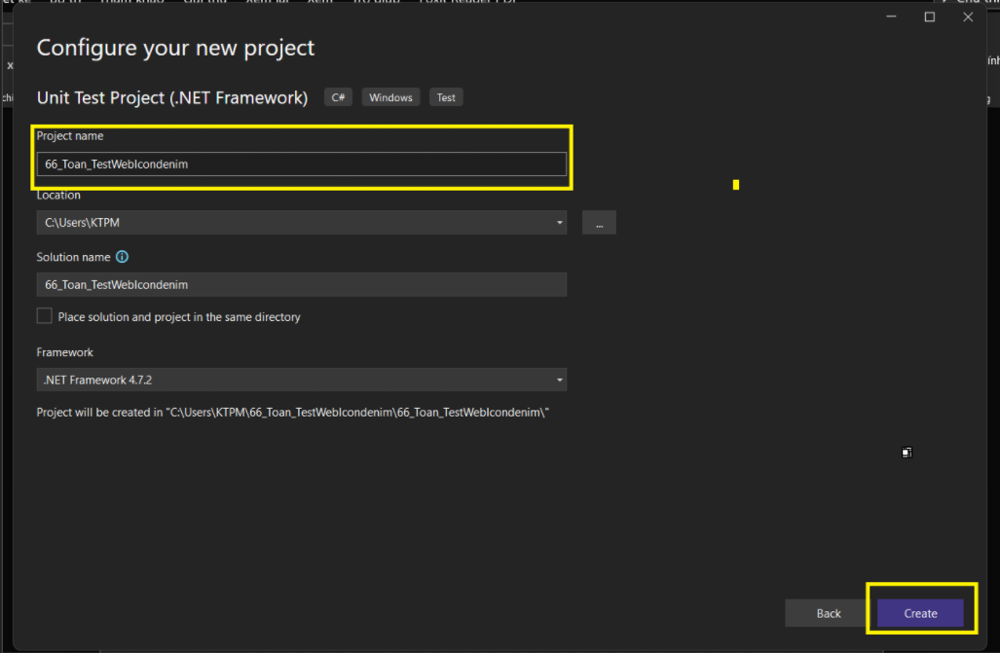 Configure your new project
Unit Test Project (.NET Framework) C# Windows Test
Project name
66_Toan_TestWebIcondenim
Location
C:\Users\KTPM
...
Solution name
66_Toan_TestWebIcondenim
Place solution and project in the same directory
Framework
.NET Framework 4.7.2
Project will be created in "C:\Users\KTPM\66_Toan_TestWebIcondenim\66_Toan_TestWebIcondenim\"
Back Create